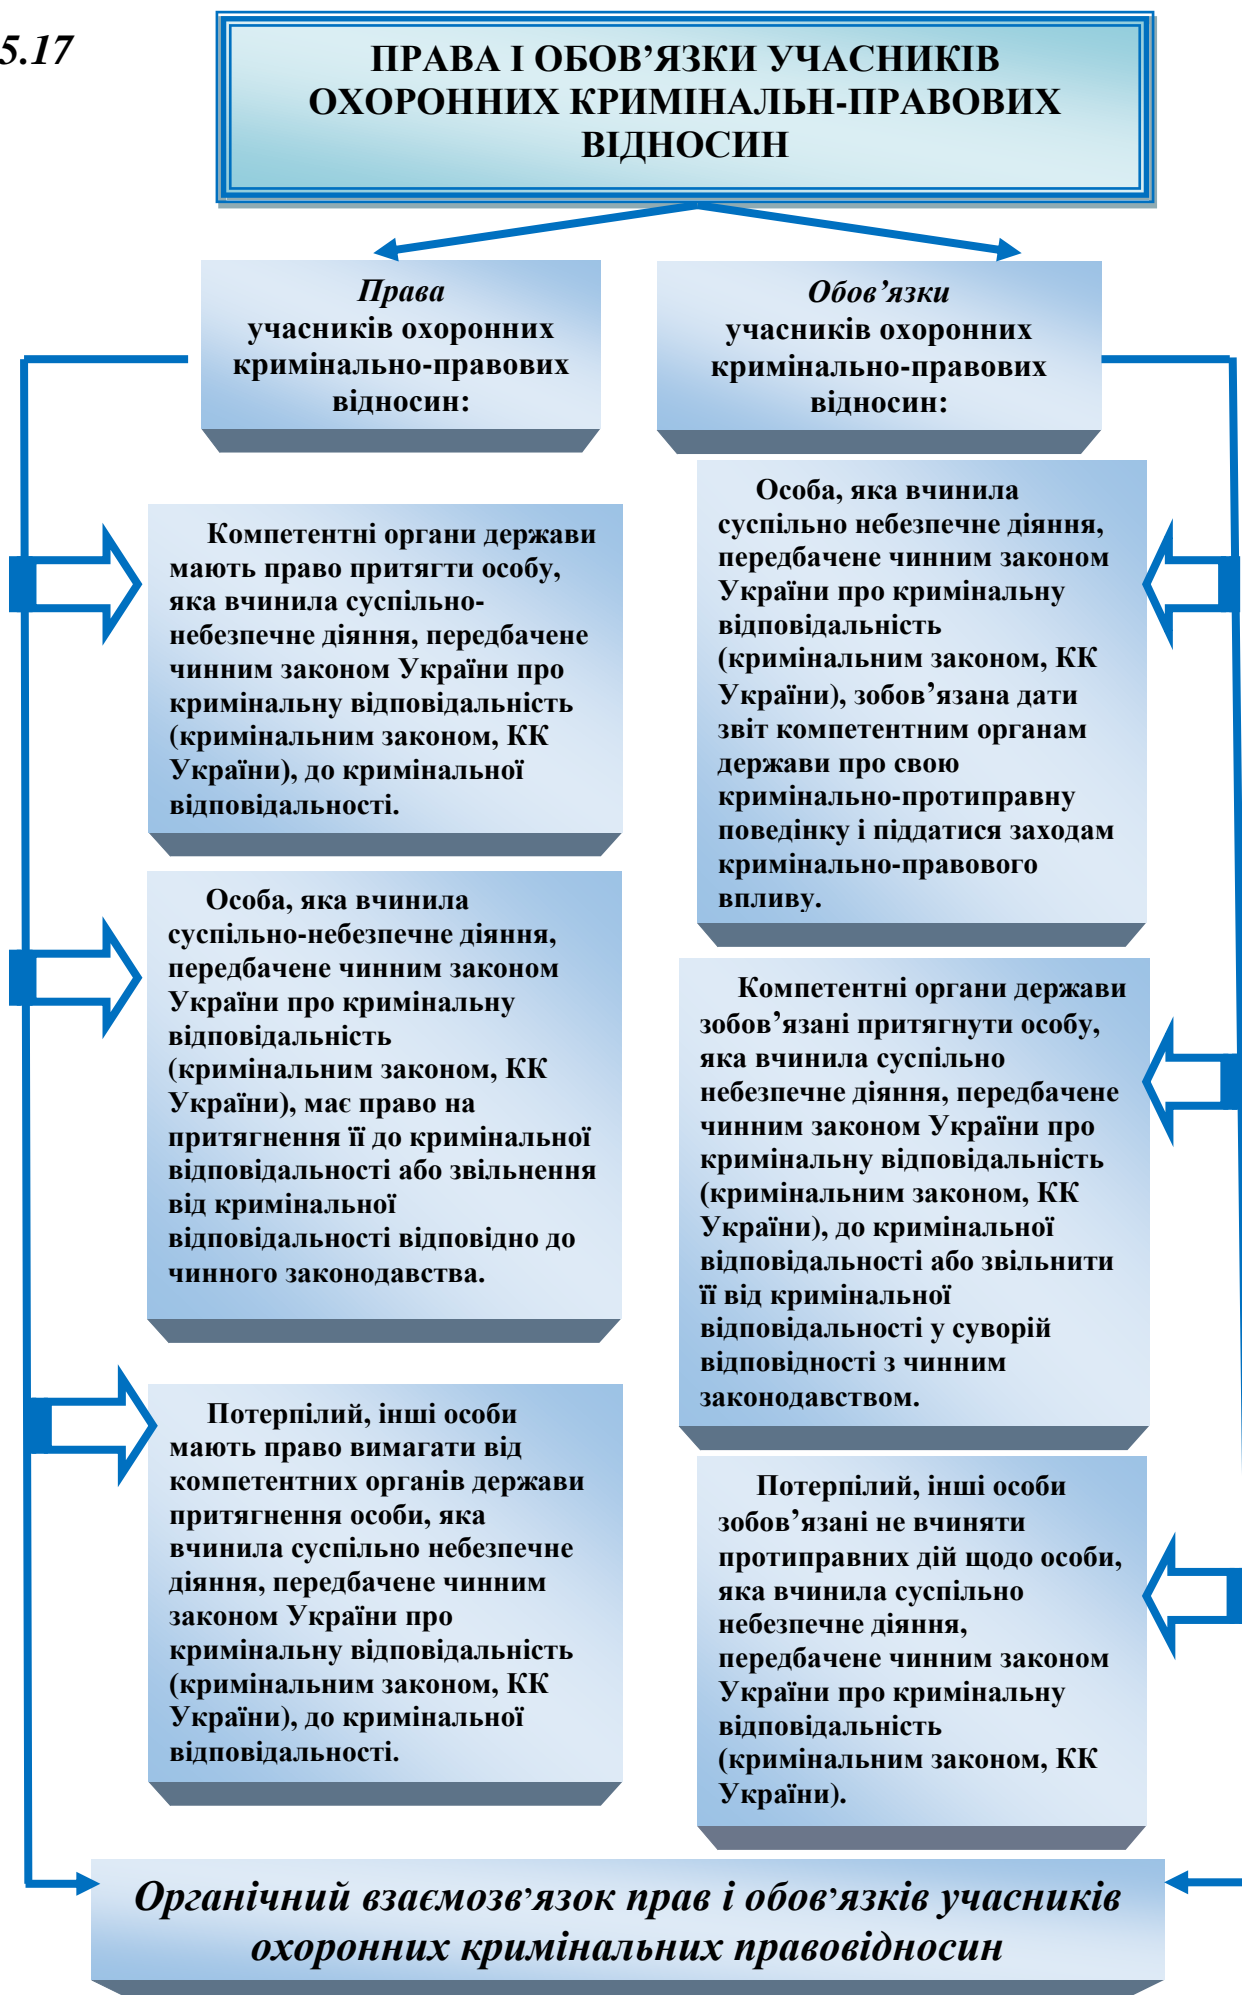 5.17
ПРАВА І ОБОВ’ЯЗКИ УЧАСНИКІВ
ОХОРОННИХ КРИМІНАЛЬН-ПРАВОВИХ
ВІДНОСИН
Права
учасників охоронних
кримінально-правових
відносин:
Компетентні органи держави
мають право притягти особу,
яка вчинила суспільно-
небезпечне діяння, передбачене
чинним законом України про
кримінальну відповідальність
(кримінальним законом, КК
України), до кримінальної
відповідальності.
Особа, яка вчинила
суспільно-небезпечне діяння,
передбачене чинним законом
України про кримінальну
відповідальність
(кримінальним законом, КК
України), має право на
притягнення її до кримінальної
відповідальності або звільнення
від кримінальної
відповідальності відповідно до
чинного законодавства.
Потерпілий, інші особи
мають право вимагати від
компетентних органів держави
притягнення особи, яка
вчинила суспільно небезпечне
діяння, передбачене чинним
законом України про
кримінальну відповідальність
(кримінальним законом, КК
України), до кримінальної
відповідальності.
Обов’язки
учасників охоронних
кримінально-правових
відносин:
Особа, яка вчинила
суспільно небезпечне діяння,
передбачене чинним законом
України про кримінальну
відповідальність
(кримінальним законом, КК
України), зобов’язана дати
звіт компетентним органам
держави про свою
кримінально-протиправну
поведінку і піддатися заходам
кримінально-правового
впливу.
Компетентні органи держави
зобов’язані притягнути особу,
яка вчинила суспільно
небезпечне діяння, передбачене
чинним законом України про
кримінальну відповідальність
(кримінальним законом, КК
України), до кримінальної
відповідальності або звільнити
її від кримінальної
відповідальності у суворій
відповідності з чинним
законодавством.
Потерпілий, інші особи
зобов’язані не вчиняти
протиправних дій щодо особи,
яка вчинила суспільно
небезпечне діяння,
передбачене чинним законом
України про кримінальну
відповідальність
(кримінальним законом, КК
України).
Органічний взаємозв’язок прав і обов’язків учасників
охоронних кримінальних правовідносин